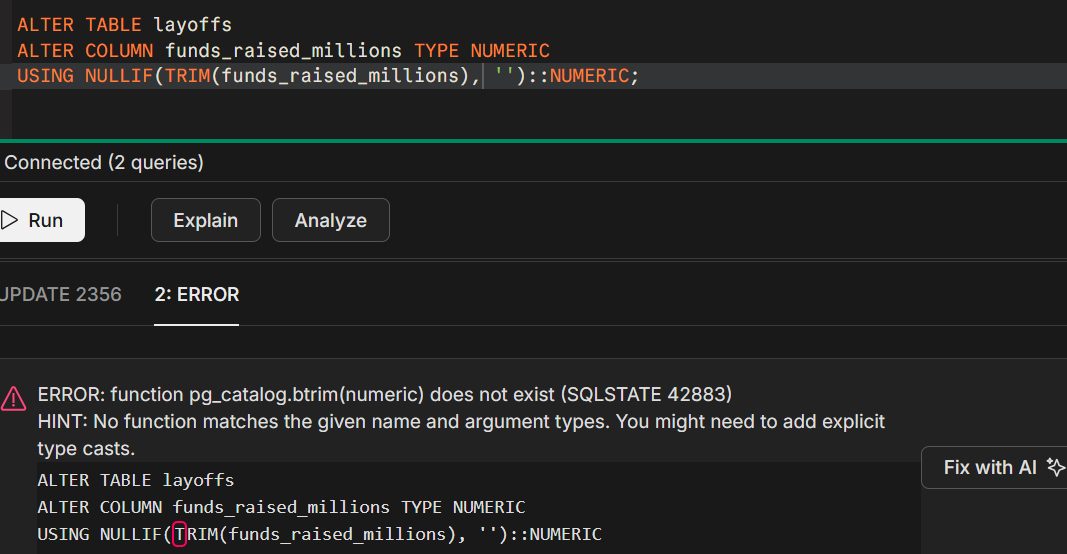 ALTER TABLE layoffs
ALTER COLUMN funds_raised_millions TYPE NUMERIC
USING NULLIF(TRIM(funds_raised_millions), '')::NUMERIC;
Connected (2 queries)
Run Explain Analyze
UPDATE 2356 2: ERROR
ERROR: function pg_catalog.btrim(numeric) does not exist (SQLSTATE 42883)
HINT: No function matches the given name and argument types. You might need to add explicit
type casts.
Fix with AI
ALTER TABLE layoffs
ALTER COLUMN funds_raised_millions TYPE NUMERIC
USING NULLIF(TRIM(funds_raised_millions), '')::NUMERIC